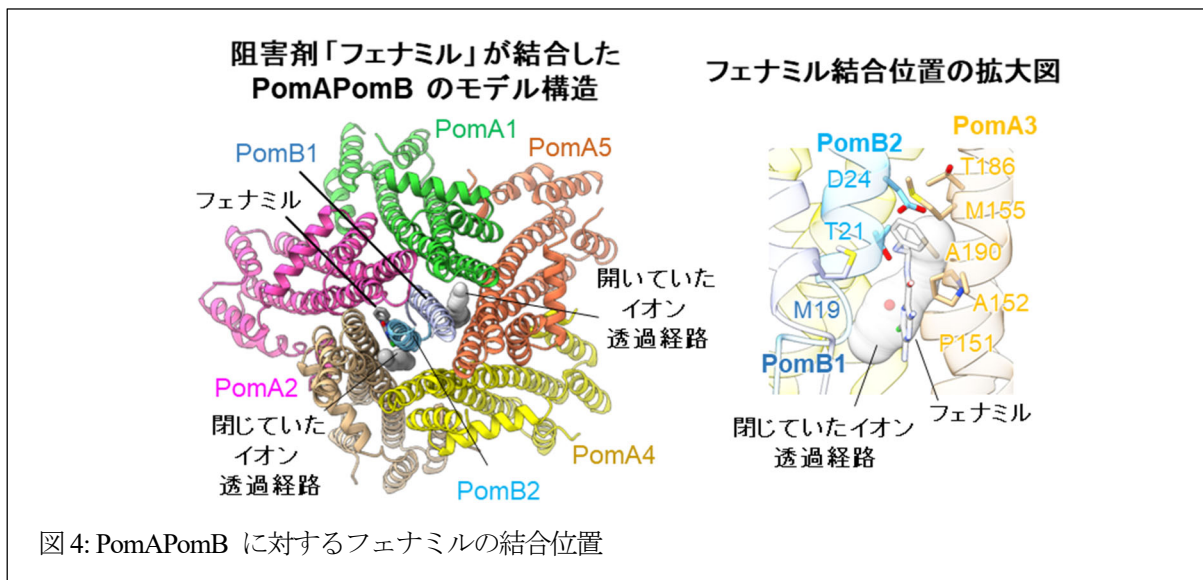 阻害剤「フェナミル」が結合した
PomAPomB のモデル構造
PomA1
PomA5
PomB1
フェナミル
開いていた
イオン
透過経路
PomA2
閉じていた
イオン
透過経路
PomA4
PomB2
フェナミル結合位置の拡大図
PomA3
PomB2
T186
D24
M155
T21
A190
M19
A152
P151
PomB1
フェナミル
閉じていたイオン
透過経路
図4: PomAPomB に対するフェナミルの結合位置